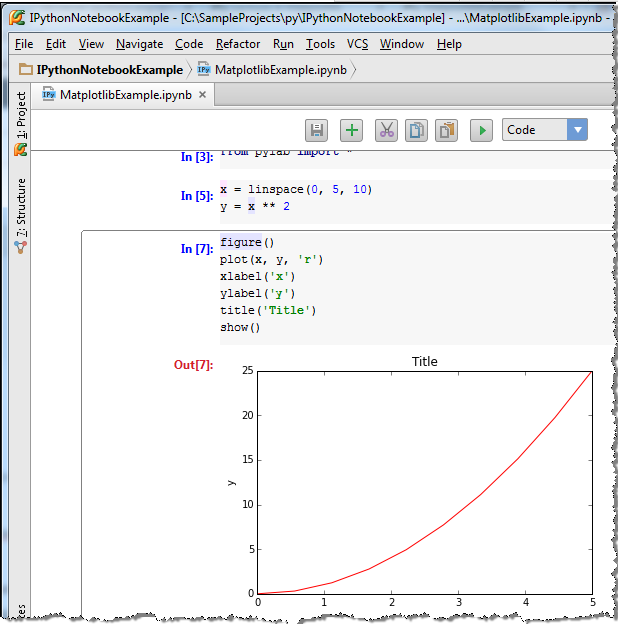 IPythonNotebookExample - [C:\SampleProjects\py\IPythonNotebookExample] - ...\MatplotlibExample.ipynb -
File Edit View Navigate Code Refactor Run Tools VCS Window Help
IPythonNotebookExample MatplotlibExample.ipynb
MatplotlibExample.ipynb
1: Project
7: Structure
Code
In [3]: from pylab import *
In [5]: x = linspace(0, 5, 10)
y = x ** 2
In [7]: figure()
plot(x, y, 'r')
xlabel('x')
ylabel('y')
title('Title')
show()
Out[7]:
Title
25
20
15
10
5
0
y
0 1 2 3 4 5